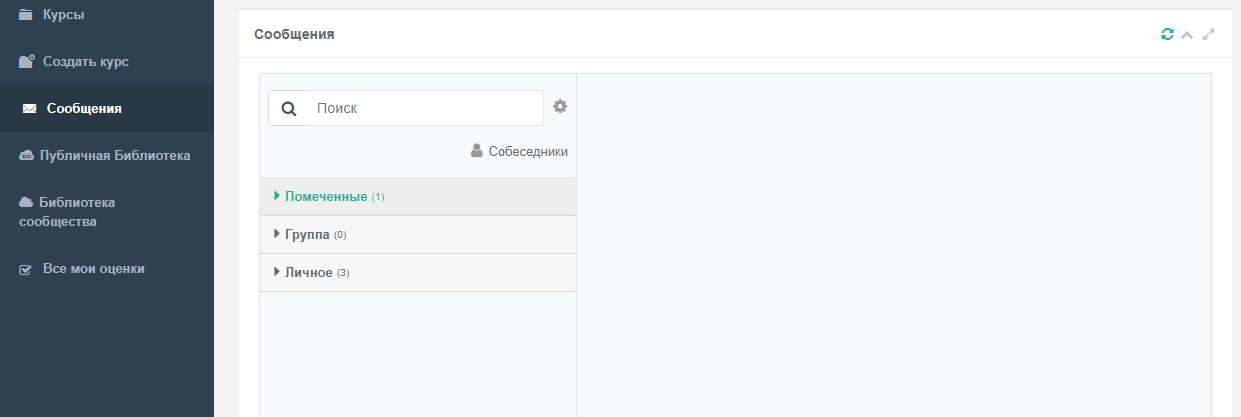 Курсы
Создать курс
Сообщения
Публичная Библиотека
Библиотека
сообщества
Все мои оценки
Сообщения
Поиск
Собеседники
Помеченные (1)
Группа (0)
Личное (3)